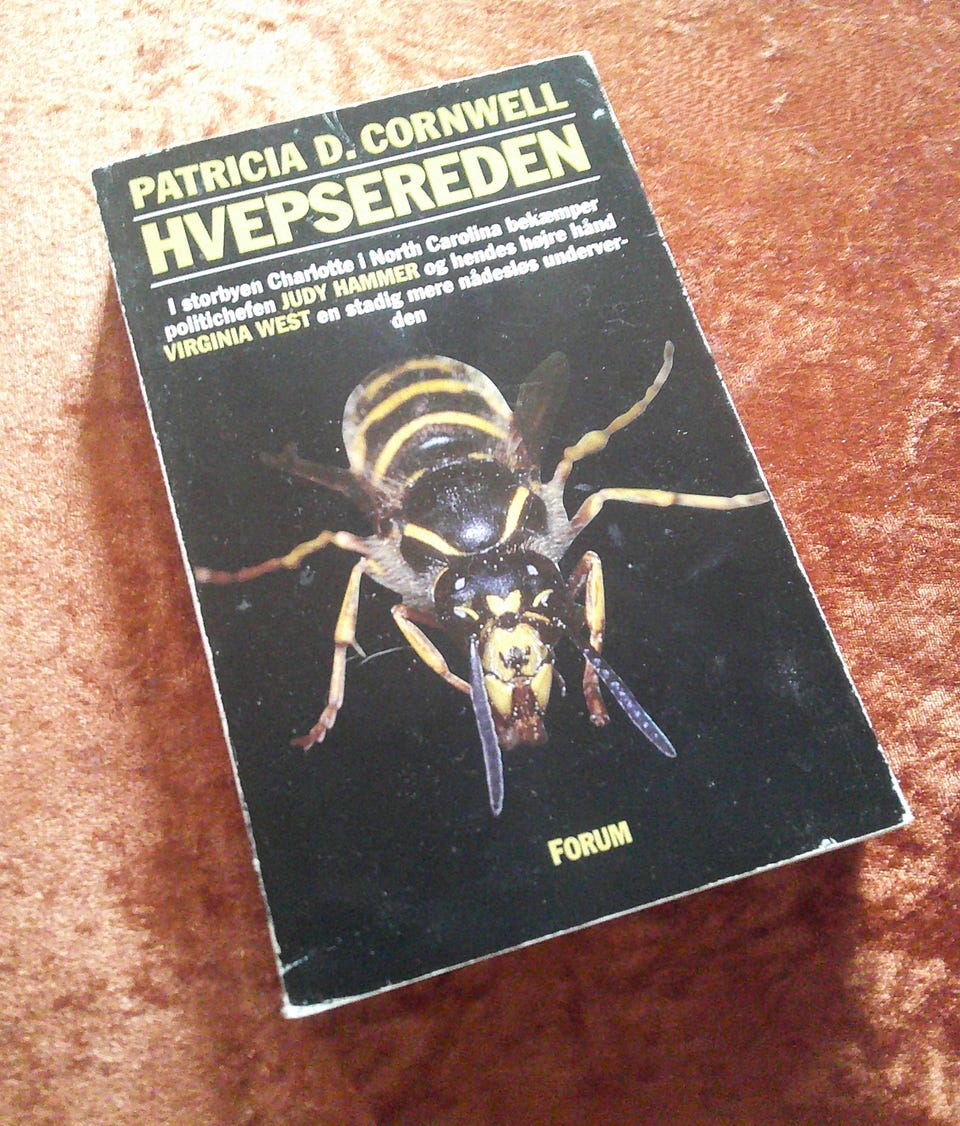 PATRICIA D. CORNWELL
HVEPSEREDEN
I storbyen Charlotte i North Carolina bekæmper
politichefen JUDY HAMMER og hendes højre hånd
VIRGINIA WEST en stadig mere nådesløs underver-
den
FORUM